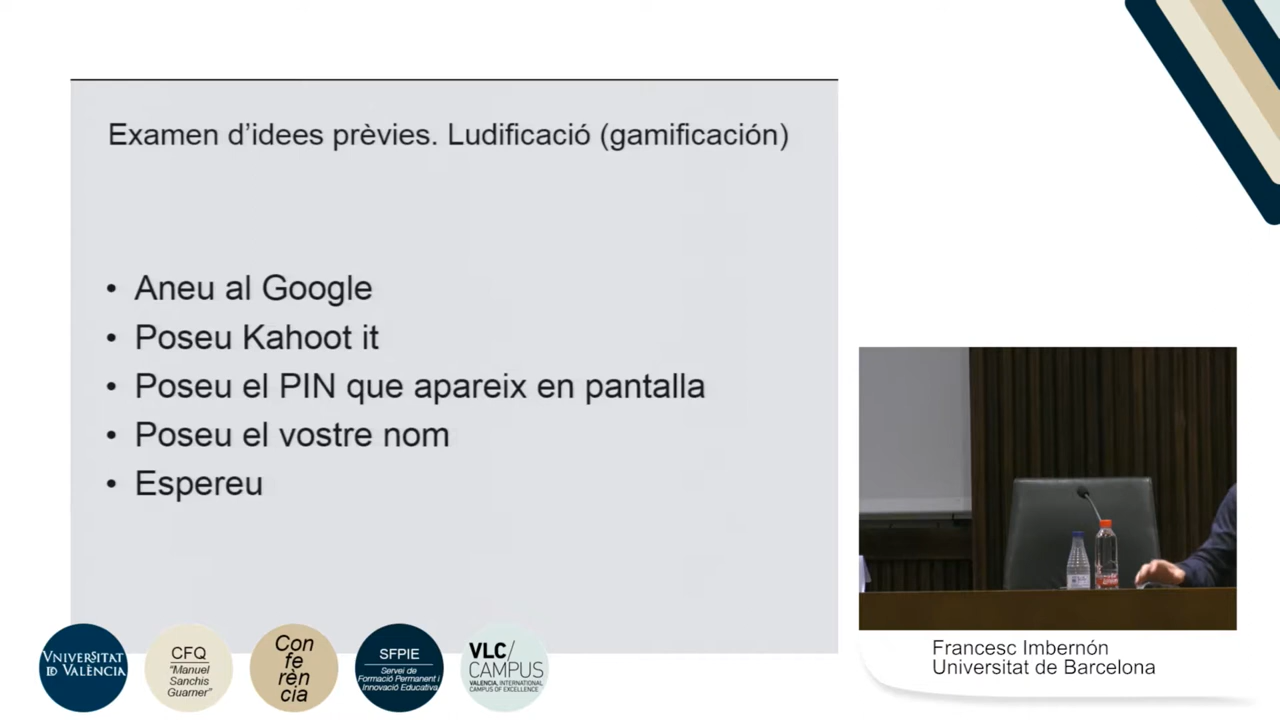 Examen d’idees prèvies. Ludificació (gamificación)
• Aneu al Google
• Poseu Kahoot it
• Poseu el PIN que apareix en pantalla
• Poseu el vostre nom
• Espereu
Francesc Imbernón
Universitat de Barcelona
VNIVERSITAT
ID VALÈNCIA
CFQ
"Manuel
Sanchis
Guarner"
Con
fe
rèn
cia
SFPIE
Servei de
Formació Permanent i
Innovació Educativa
VLC/
CAMPUS
VALENCIA, INTERNATIONAL
CAMPUS OF EXCELLENCE